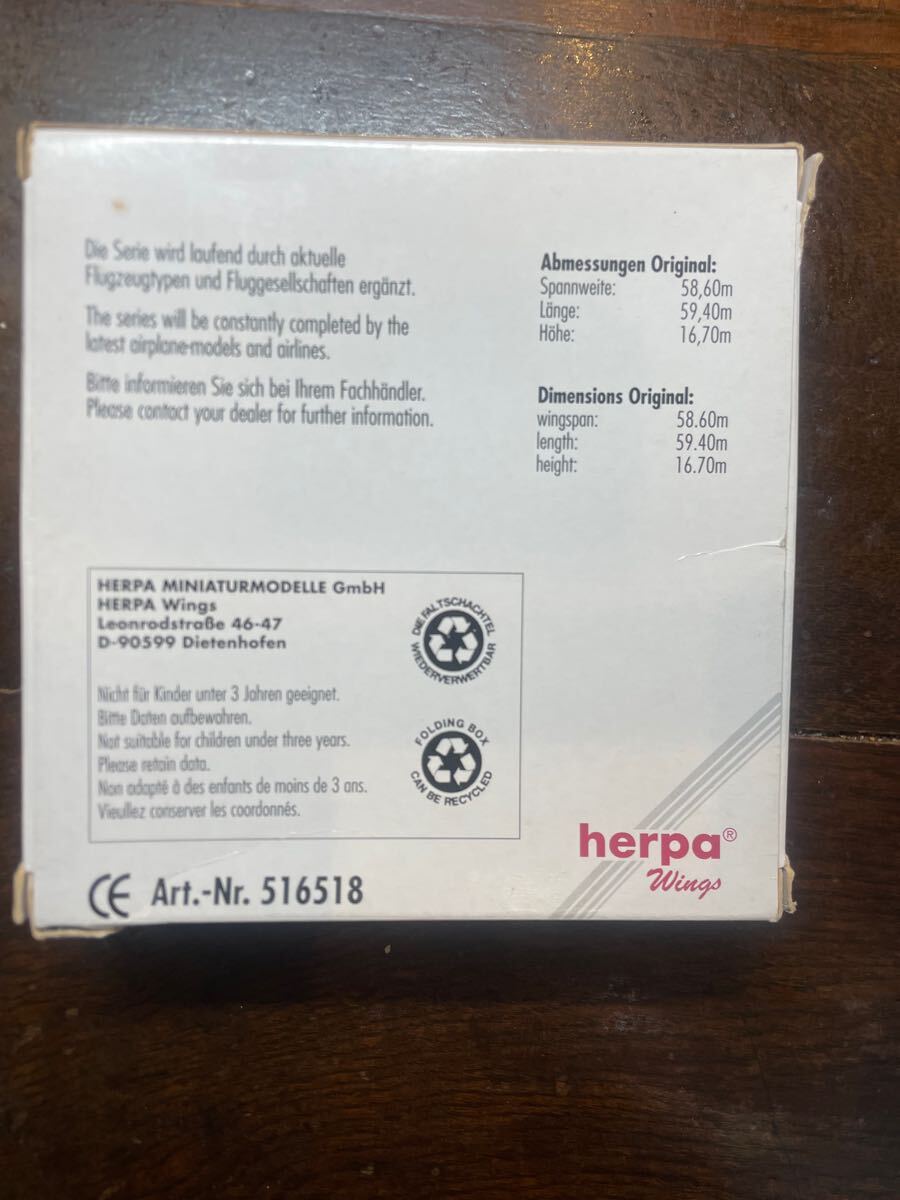 Die Serie wird laufend durch aktuelle
Flugzeugtypen und Fluggesellschaften ergänzt.
The series will be constantly completed by the
latest airplane-models and airlines.
Bitte informieren Sie sich bei Ihrem Fachhändler.
Please contact your dealer for further information.
Abmessungen Original:
Spannweite: 58,60m
Länge: 59,40m
Höhe: 16,70m
Dimensions Original:
wingspan: 58.60m
length: 59.40m
height: 16.70m
HERPA MINIATURMODELLE GmbH
HERPA Wings
Leonrodstraße 46-47
D-90599 Dietenhofen
DIE FALTSCHACHTEL
WIEDERVERWERTBAR
Nicht für Kinder unter 3 Jahren geeignet.
Bitte Daten aufbewahren.
Not suitable for children under three years.
Please retain data.
Non adapté à des enfants de moins de 3 ans.
Vieullez conserver les coordonnés.
FOLDING BOX
CAN BE RECYCLED
CE Art.-Nr. 516518
herpa®
Wings